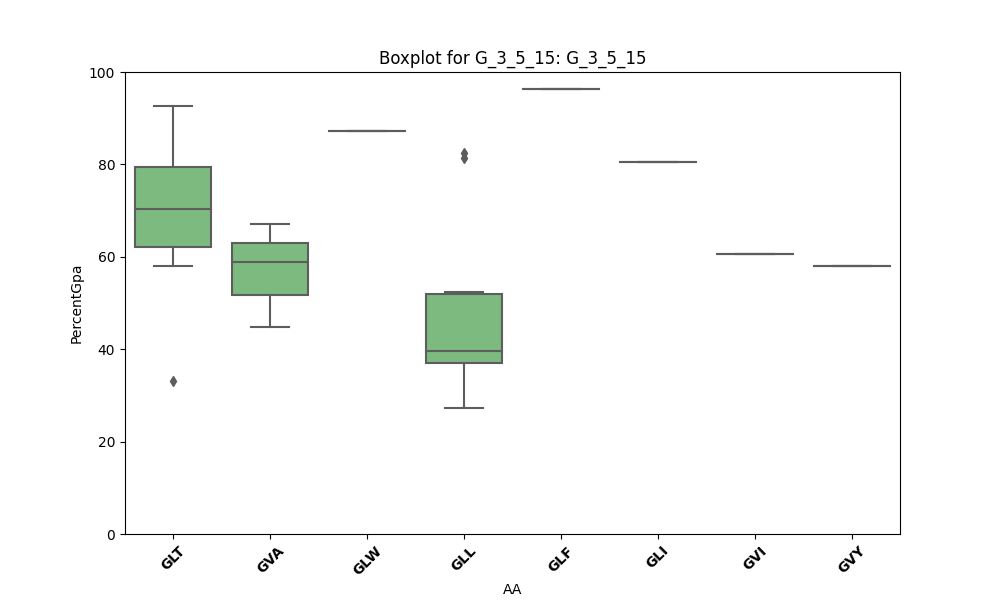 Boxplot for G_3_5_15: G_3_5_15
100
80
60
40
20
0
PercentGpa
GLT
GVA
GLW
GLL
GLF
GLI
GVI
GVY
AA